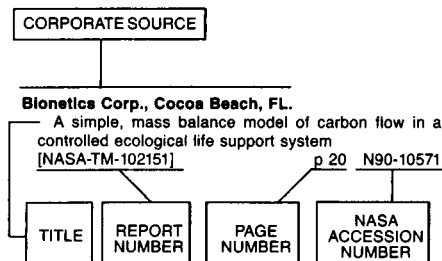 CORPORATE SOURCE
Bionetics Corp., Cocoa Beach, FL.
A simple, mass balance model of carbon flow in a
controlled ecological life support system
[NASA-TM-102151] p 20 N90-10571
TITLE
REPORT
NUMBER
PAGE
NUMBER
NASA
ACCESSION
NUMBER